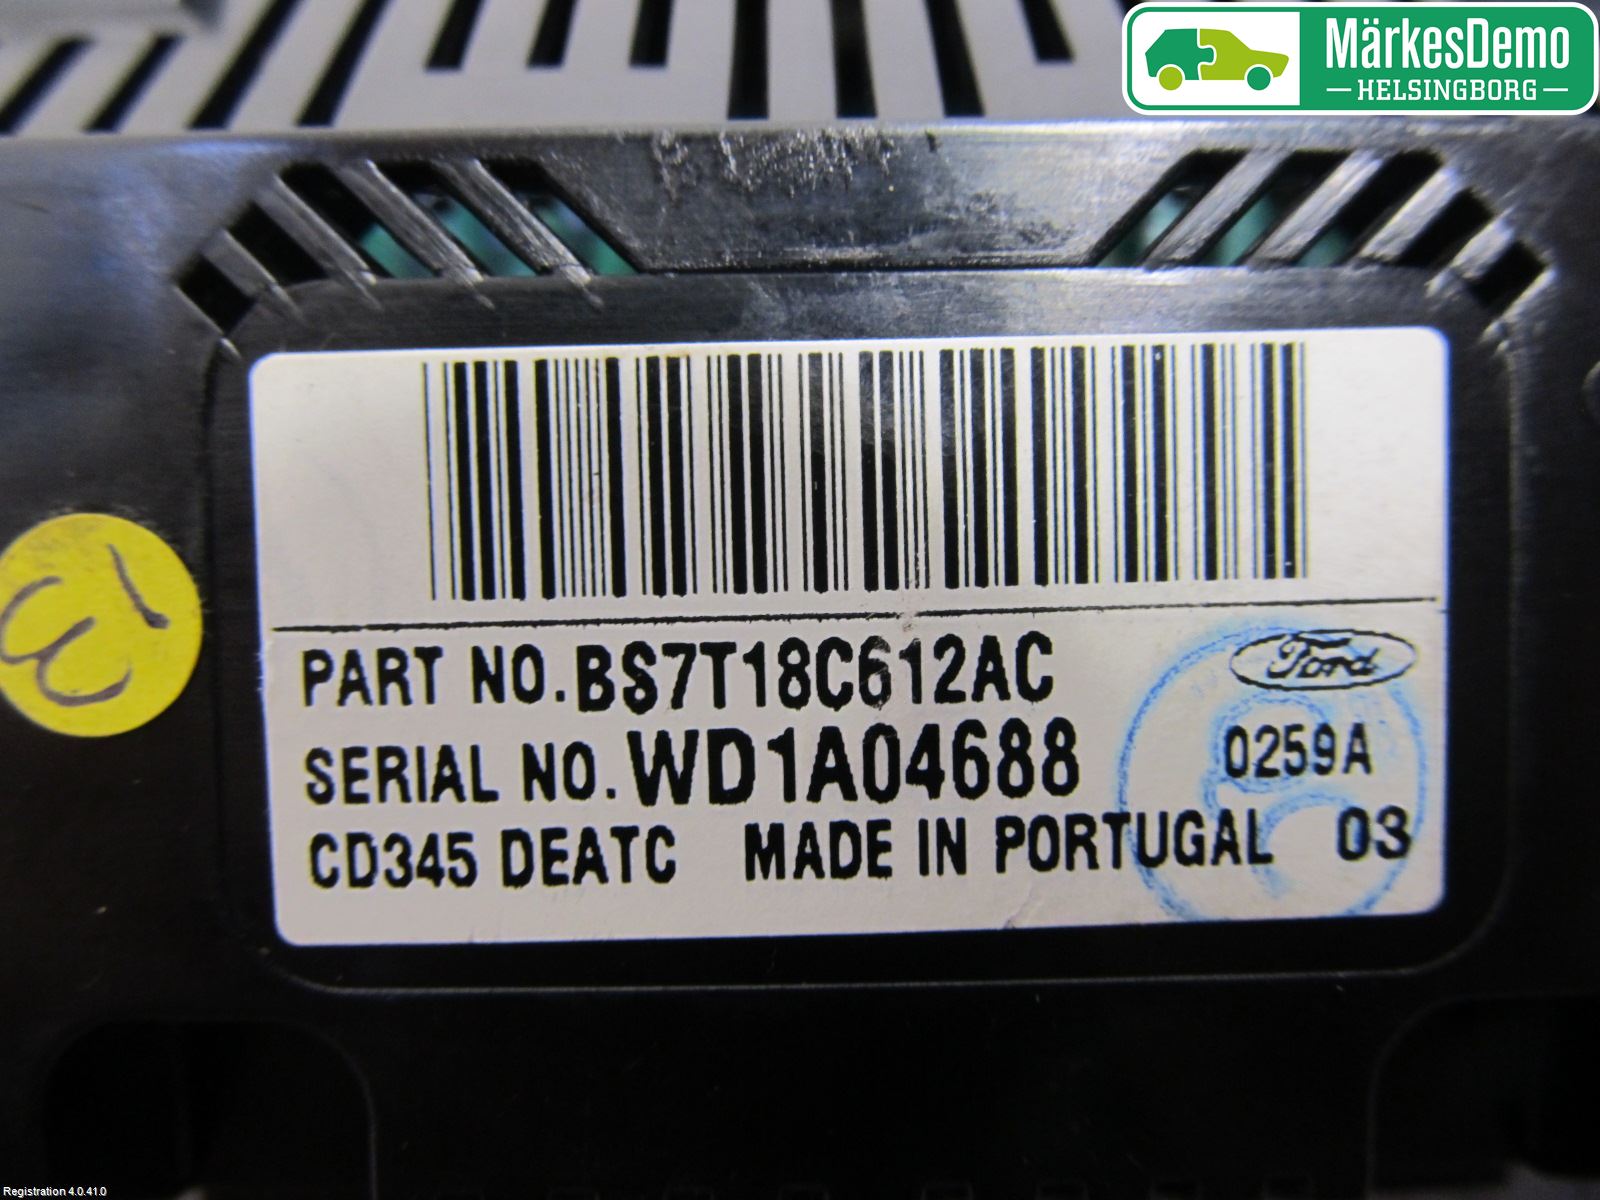 MärkesDemo
HELSINGBORG
13
PART NO.BS7T18C612AC
Ford
SERIAL NO.WD1A04688
0259A
CD345 DEATC MADE IN PORTUGAL 03
Registration 4.0.41.0